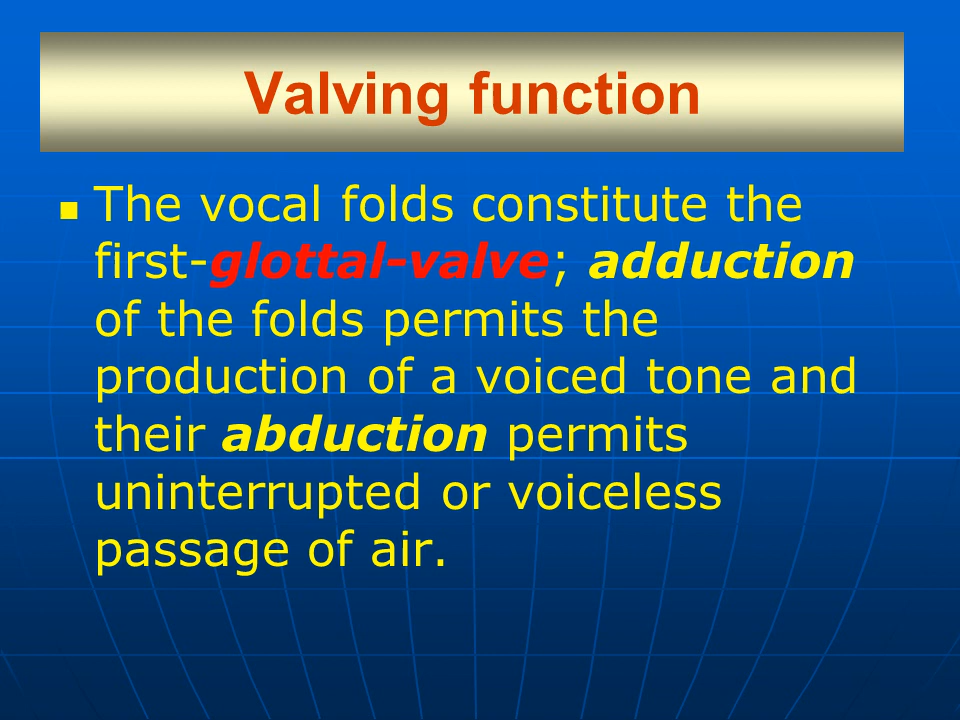 Valving function
The vocal folds constitute the
first-glottal-valve; adduction
of the folds permits the
production of a voiced tone and
their abduction permits
uninterrupted or voiceless
passage of air.